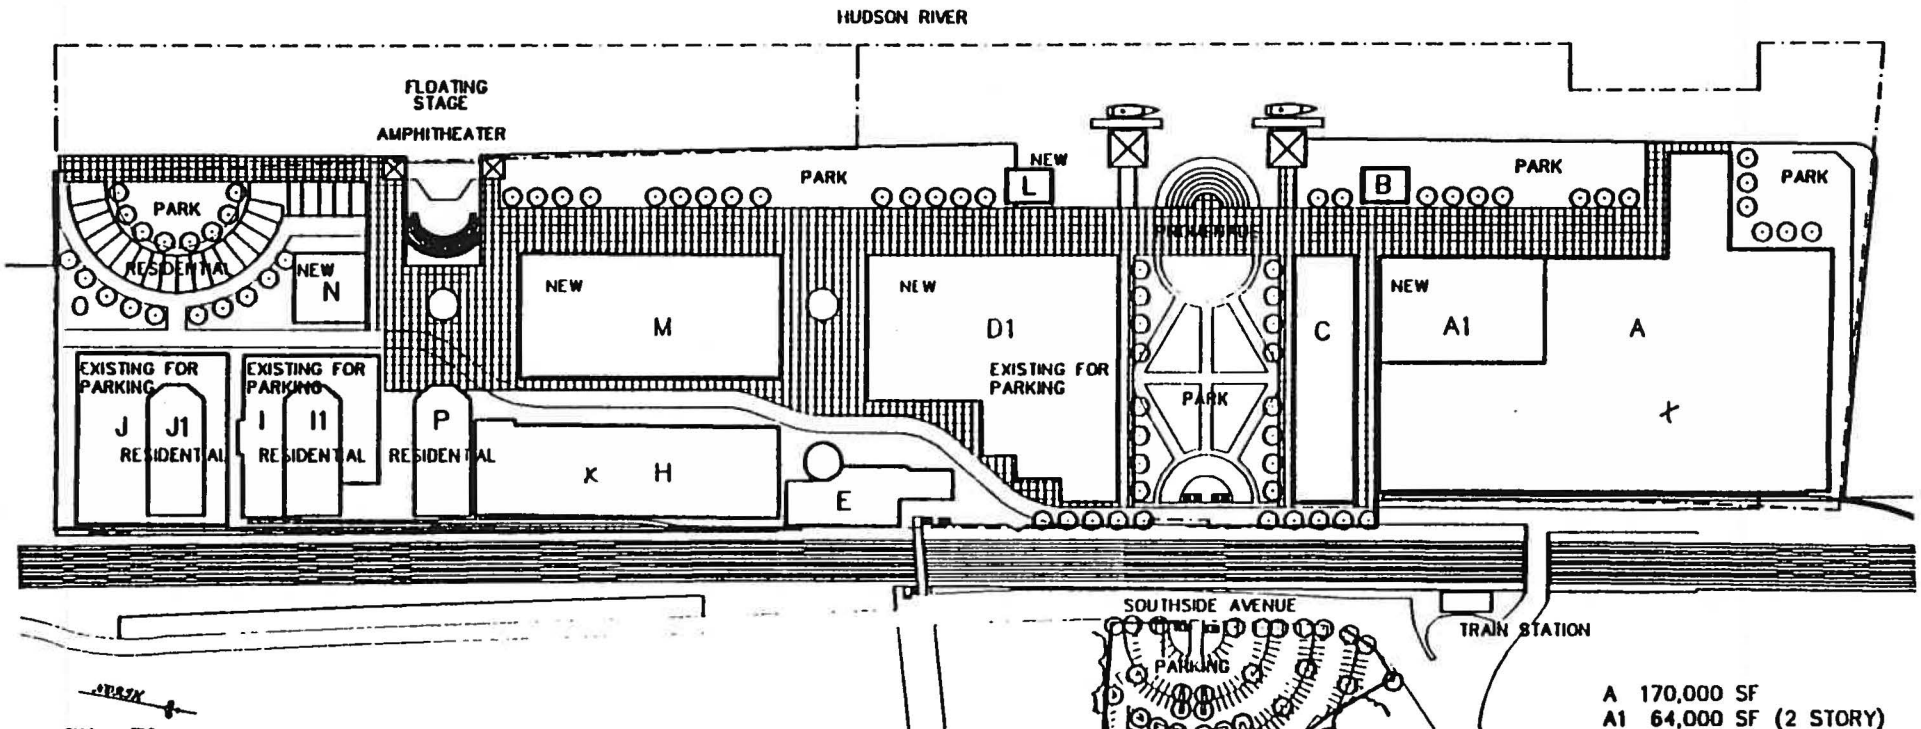 HUDSON RIVER
FLOATING
STAGE
AMPHITHEATER
NEW
L
PARK
B
PARK
PARK
PARK
PROMENADE
RESIDENTIAL
NEW
N
NEW
M
NEW
D1
EXISTING FOR
PARKING
C
NEW
A1
A
O
EXISTING FOR
PARKING
EXISTING FOR
PARKING
PARK
J
J1
I
I1
P
RESIDENTIAL
RESIDENTIAL
RESIDENTIAL
X
H
E
X
SOUTHSIDE AVENUE
TRAIN STATION
PARKING
NORTH
A 170,000 SF
A1 64,000 SF (2 STORY)